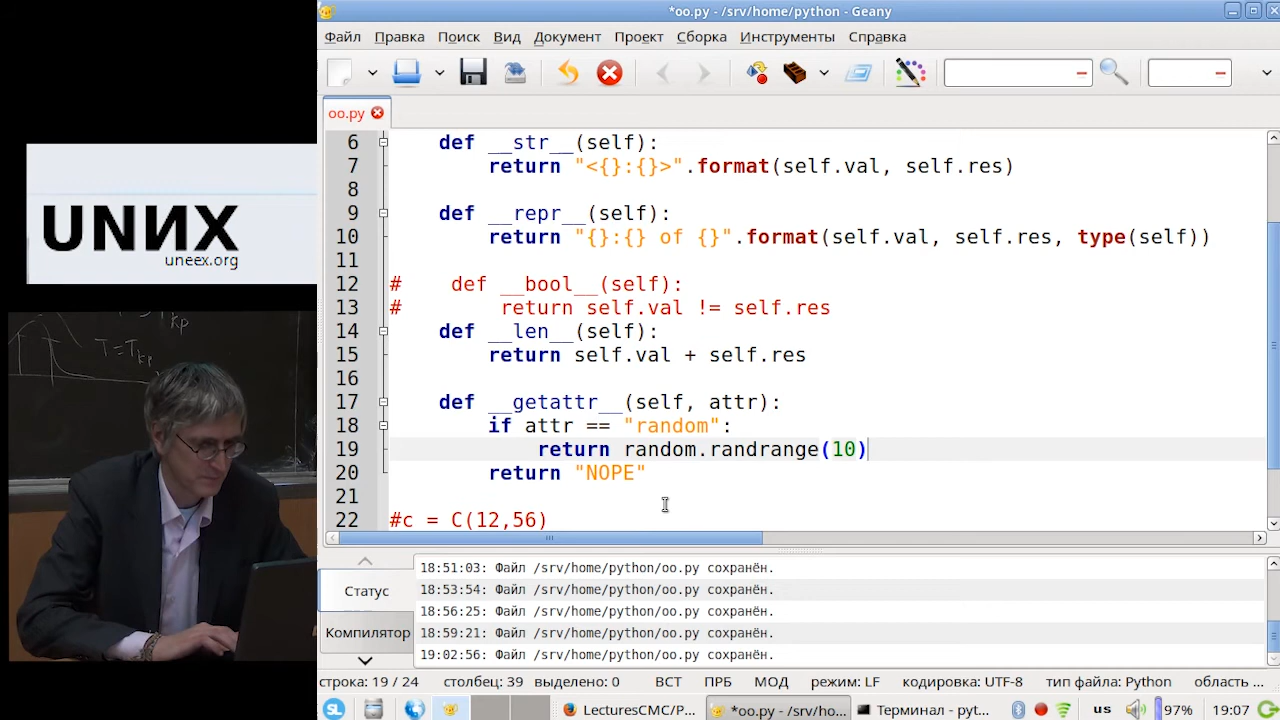 *oo.py - /srv/home/python - Geany
Файл Правка Поиск Вид Документ Проект Сборка Инструменты Справка
oo.py
6 def __str__(self):
7 return "<{}:{}>".format(self.val, self.res)
8
9 def __repr__(self):
10 return "{}:{} of {}".format(self.val, self.res, type(self))
11
12 # def __bool__(self):
13 # return self.val != self.res
14 def __len__(self):
15 return self.val + self.res
16
17 def __getattr__(self, attr):
18 if attr == "random":
19 return random.randrange(10)
20 return "NOPE"
21
22 #c = C(12,56)
UNИX
uneex.org
T=Tкр
Статус
Компилятор
18:51:03: Файл /srv/home/python/oo.py сохранён.
18:53:54: Файл /srv/home/python/oo.py сохранён.
18:56:25: Файл /srv/home/python/oo.py сохранён.
18:59:21: Файл /srv/home/python/oo.py сохранён.
19:02:56: Файл /srv/home/python/oo.py сохранён.
строка: 19 / 24 столбец: 39 выделено: 0 ВСТ ПРБ МОД режим: LF кодировка: UTF-8 тип файла: Python область ...
SL LecturesCMC/P... *oo.py - /srv/ho... Терминал - pyt... us 97% 19:07